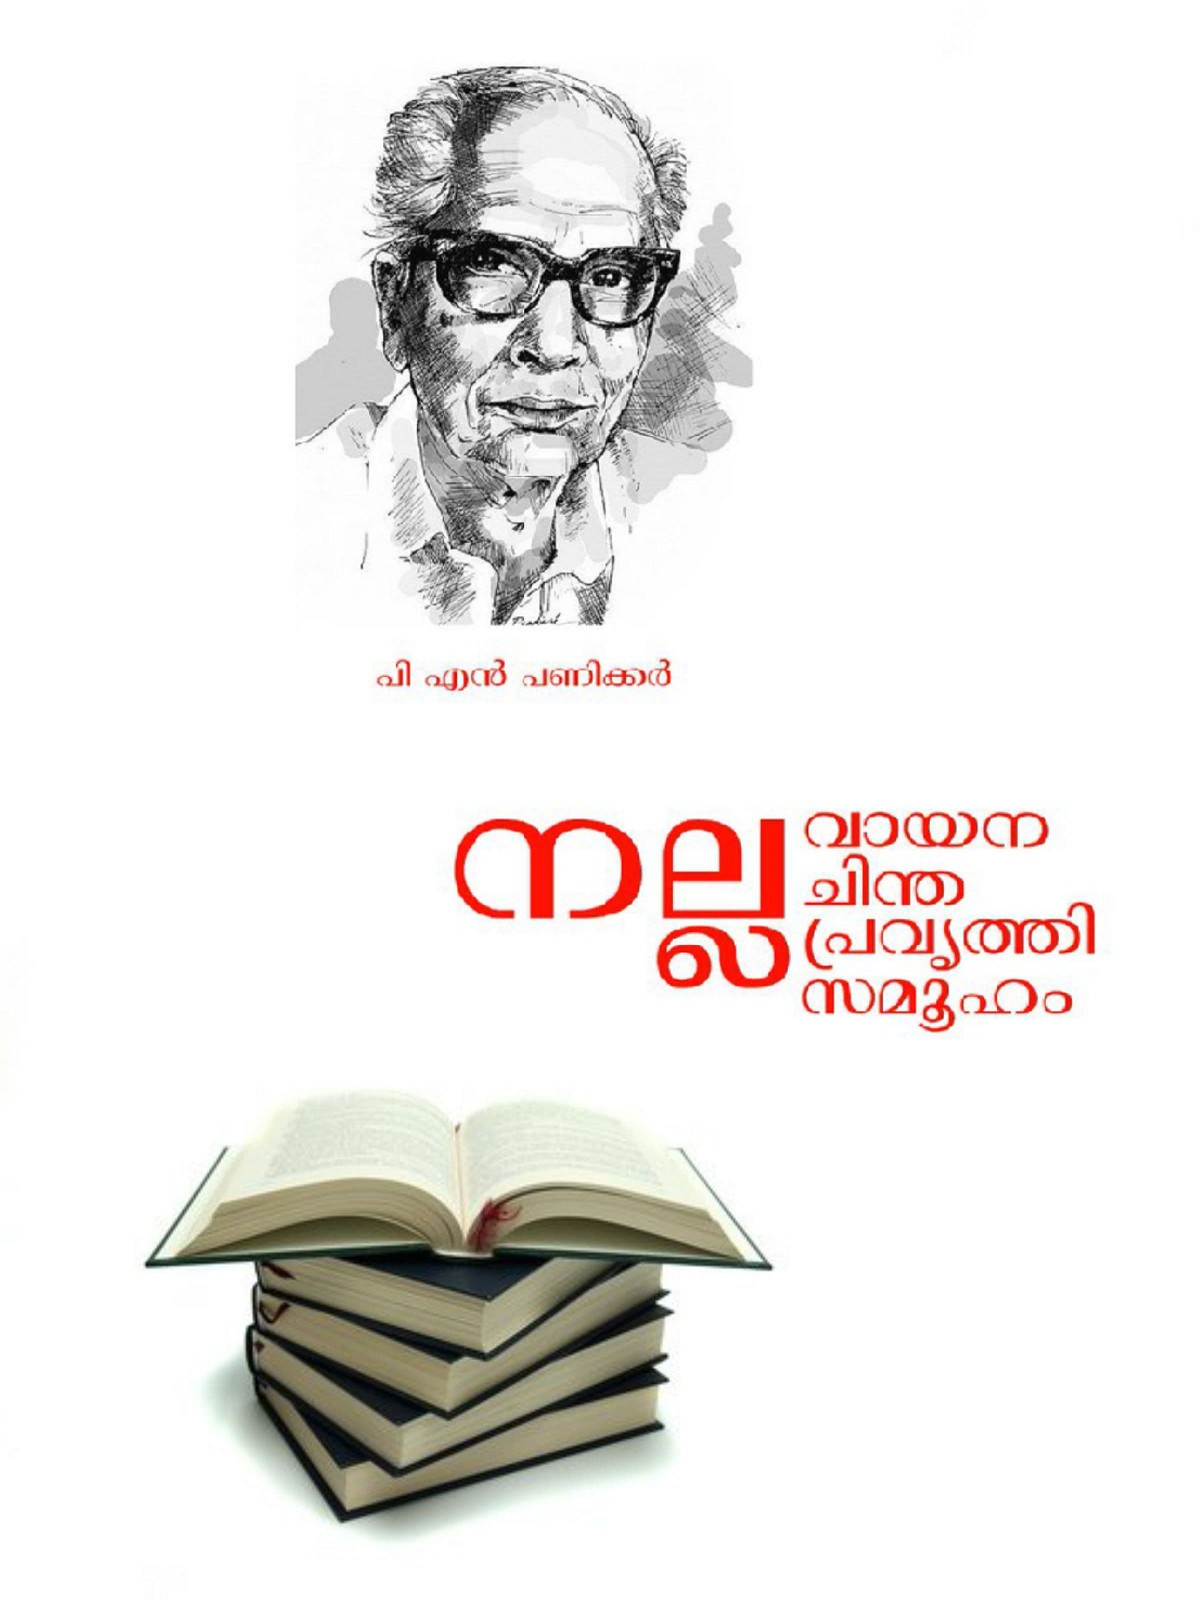 പി എൻ പണിക്കർ
നല്ല
വായന
ചിന്ത
പ്രവൃത്തി
സമൂഹം